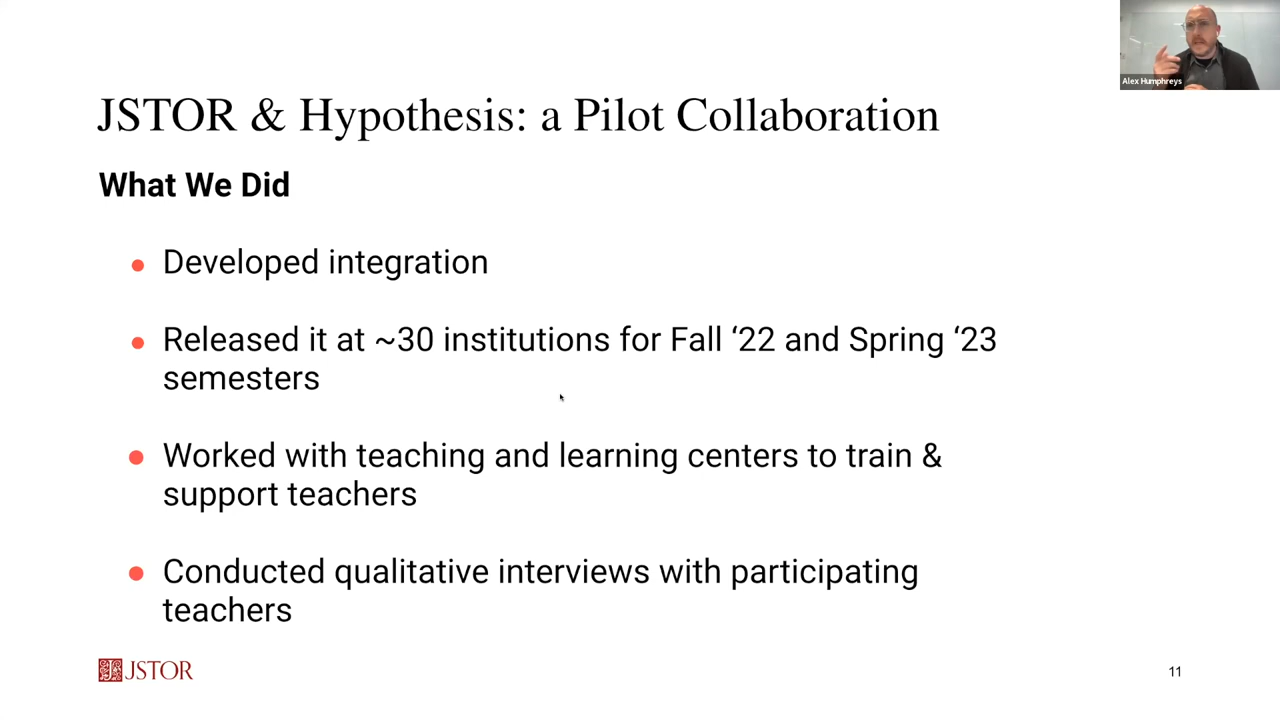 Alex Humphreys
JSTOR & Hypothesis: a Pilot Collaboration
What We Did
Developed integration
Released it at ~30 institutions for Fall ‘22 and Spring ‘23
semesters
Worked with teaching and learning centers to train &
support teachers
Conducted qualitative interviews with participating
teachers
JSTOR
11